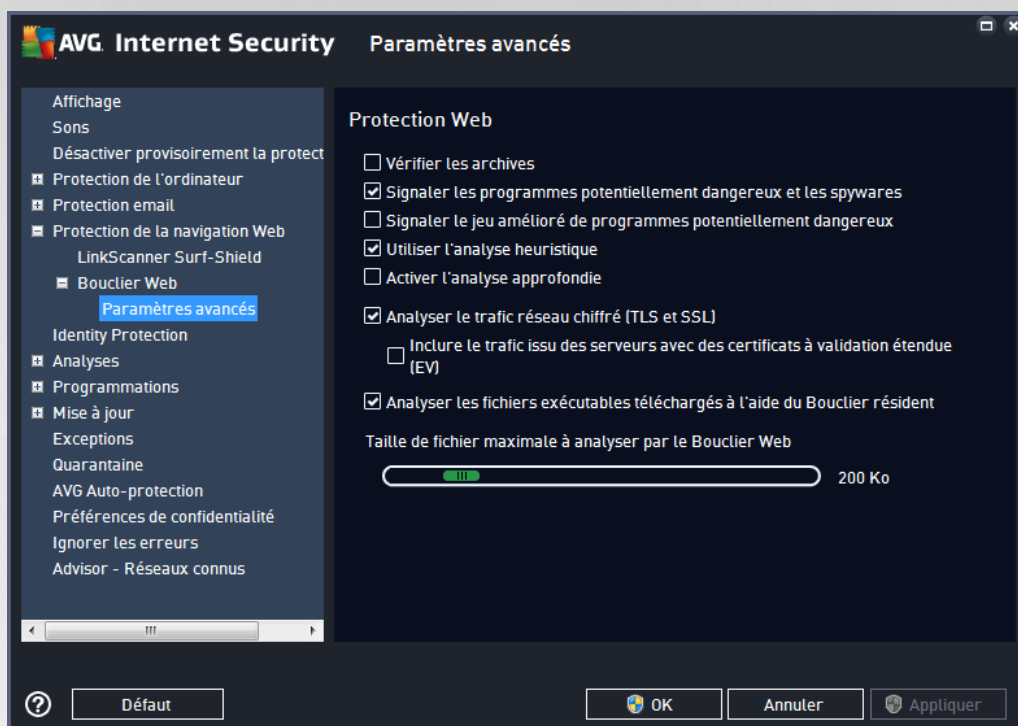 AVG. Internet Security
Paramètres avancés
Affichage
Sons
Désactiver provisoirement la protect
Protection de l'ordinateur
Protection email
Protection de la navigation Web
LinkScanner Surf-Shield
Bouclier Web
Paramètres avancés
Identity Protection
Analyses
Programmations
Mise à jour
Exceptions
Quarantaine
AVG Auto-protection
Préférences de confidentialité
Ignorer les erreurs
Advisor - Réseaux connus
Protection Web
Vérifier les archives
Signaler les programmes potentiellement dangereux et les spywares
Signaler le jeu amélioré de programmes potentiellement dangereux
Utiliser l'analyse heuristique
Activer l'analyse approfondie
Analyser le trafic réseau chiffré (TLS et SSL)
Inclure le trafic issu des serveurs avec des certificats à validation étendue
(EV)
Analyser les fichiers exécutables téléchargés à l'aide du Bouclier résident
Taille de fichier maximale à analyser par le Bouclier Web
200 Ko
Défaut
OK
Annuler
Appliquer